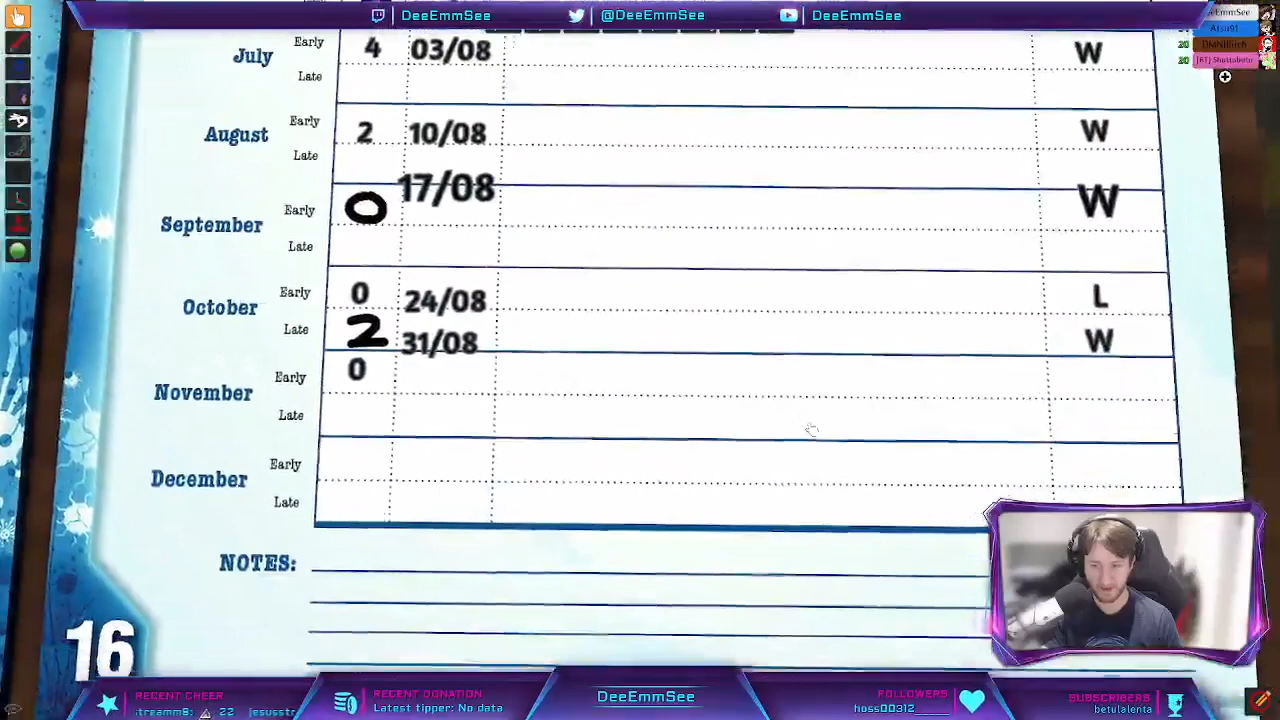 DeeEmmSee @DeeEmmSee DeeEmmSee
July Early 4 03/08 W
Late
August Early 2 10/08 W
Late
September Early 0 17/08 W
Late
October Early 0 24/08 L
Late 2 31/08 W
November Early 0
Late
December Early
Late
NOTES:
16
RECENT CHEER
22
RECENT DONATION
Latest tipper: No data
DeeEmmSee
FOLLOWERS
hoss00312_____
SUBSCRIBERS
betulalenta